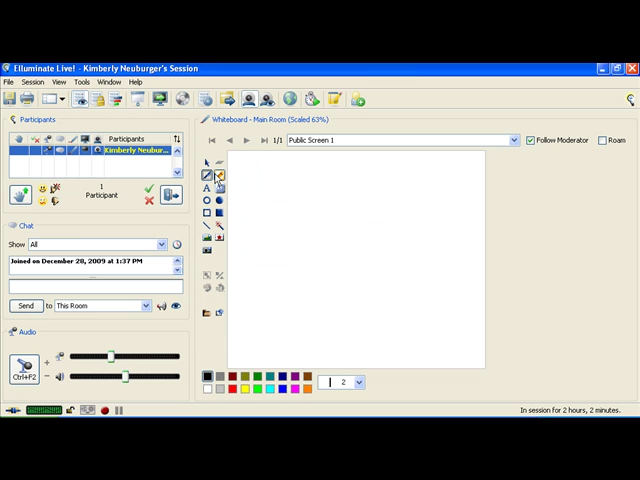 Elluminate Live! - Kimberly Neuburger's Session
File Session View Tools Window Help
Participants
Participants
Kimberly Neubur...
1
Participant
Chat
Show All
Joined on December 28, 2009 at 1:37 PM
Send to This Room
Audio
Ctrl+F2
Whiteboard - Main Room (Scaled 63%)
1/1 Public Screen 1 Follow Moderator Roam
A
2
In session for 2 hours, 2 minutes.